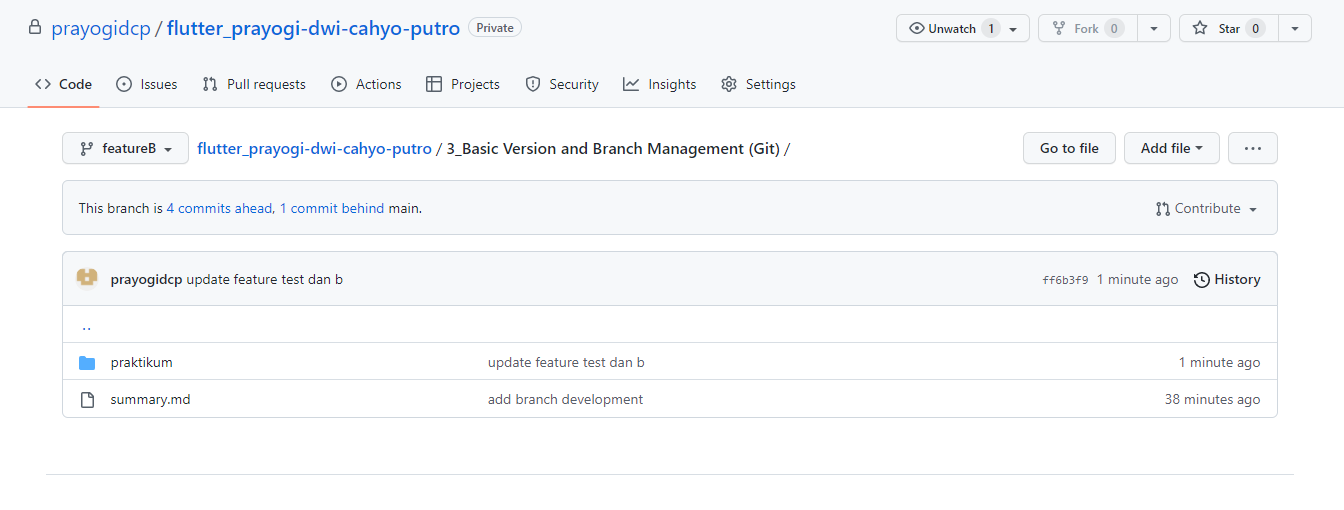 prayogidcp / flutter_prayogi-dwi-cahyo-putro Private Unwatch 1 Fork 0 Star 0
Code Issues Pull requests Actions Projects Security Insights Settings
featureB flutter_prayogi-dwi-cahyo-putro / 3_Basic Version and Branch Management (Git) / Go to file Add file ...
This branch is 4 commits ahead, 1 commit behind main. Contribute
prayogidcp update feature test dan b ff6b3f9 1 minute ago History
..
praktikum update feature test dan b 1 minute ago
summary.md add branch development 38 minutes ago